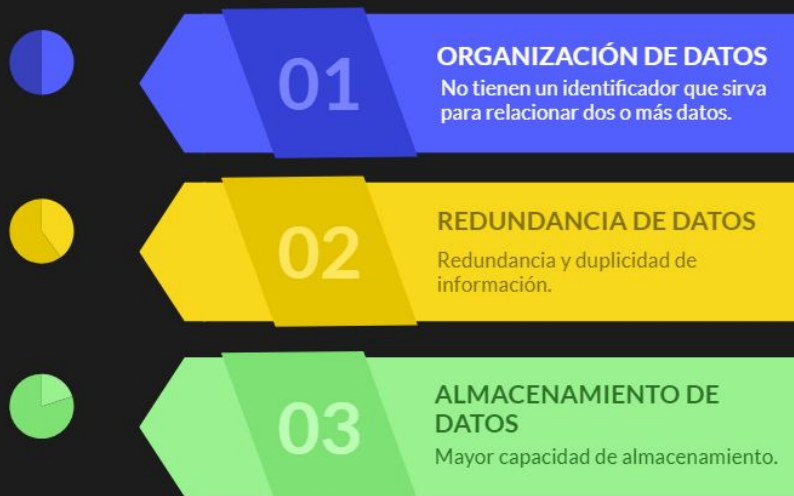 01
ORGANIZACIÓN DE DATOS
No tienen un identificador que sirva
para relacionar dos o más datos.
02
REDUNDANCIA DE DATOS
Redundancia y duplicidad de
información.
03
ALMACENAMIENTO DE
DATOS
Mayor capacidad de almacenamiento.